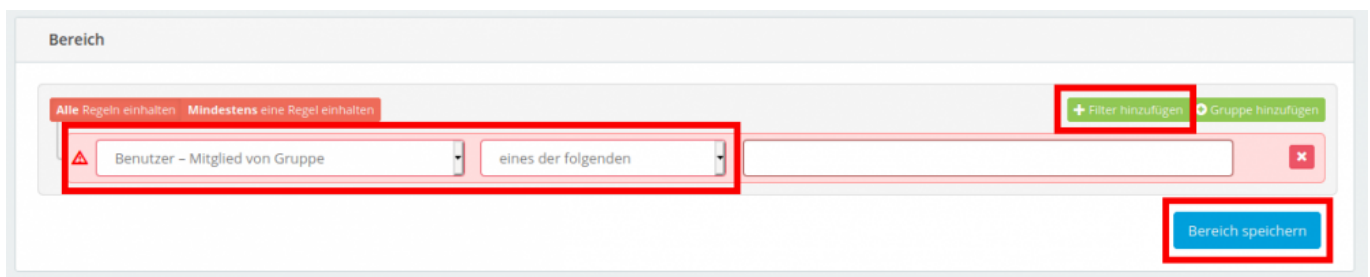 Bereich
Alle Regeln einhalten Mindestens eine Regel einhalten
Filter hinzufügen Gruppe hinzufügen
Benutzer – Mitglied von Gruppe eines der folgenden
Bereich speichern